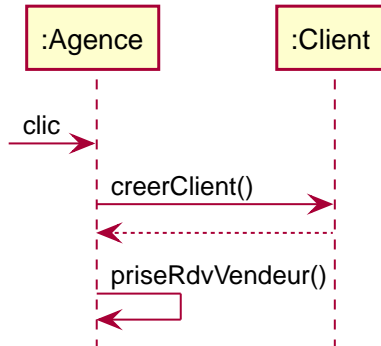 :Agence
:Client
clic
creerClient()
priseRdvVendeur()